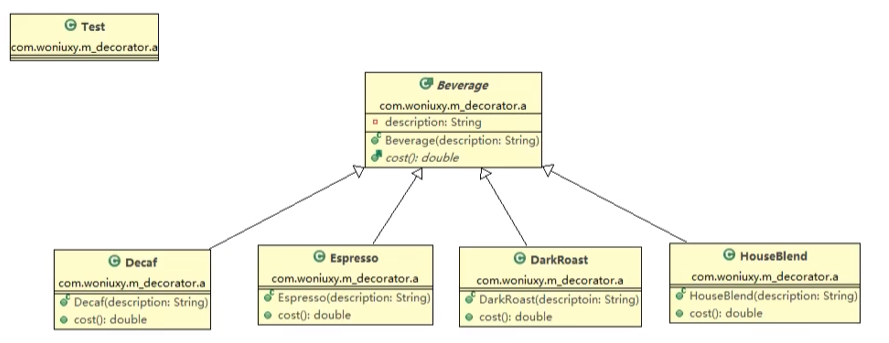 Test
com.woniuxy.m_decorator.a
Beverage
com.woniuxy.m_decorator.a
description: String
Beverage(description: String)
cost(): double
Decaf
com.woniuxy.m_decorator.a
Decaf(description: String)
cost(): double
Espresso
com.woniuxy.m_decorator.a
Espresso(description: String)
cost(): double
DarkRoast
com.woniuxy.m_decorator.a
DarkRoast(descriptoin: String)
cost(): double
HouseBlend
com.woniuxy.m_decorator.a
HouseBlend(description: String)
cost(): double